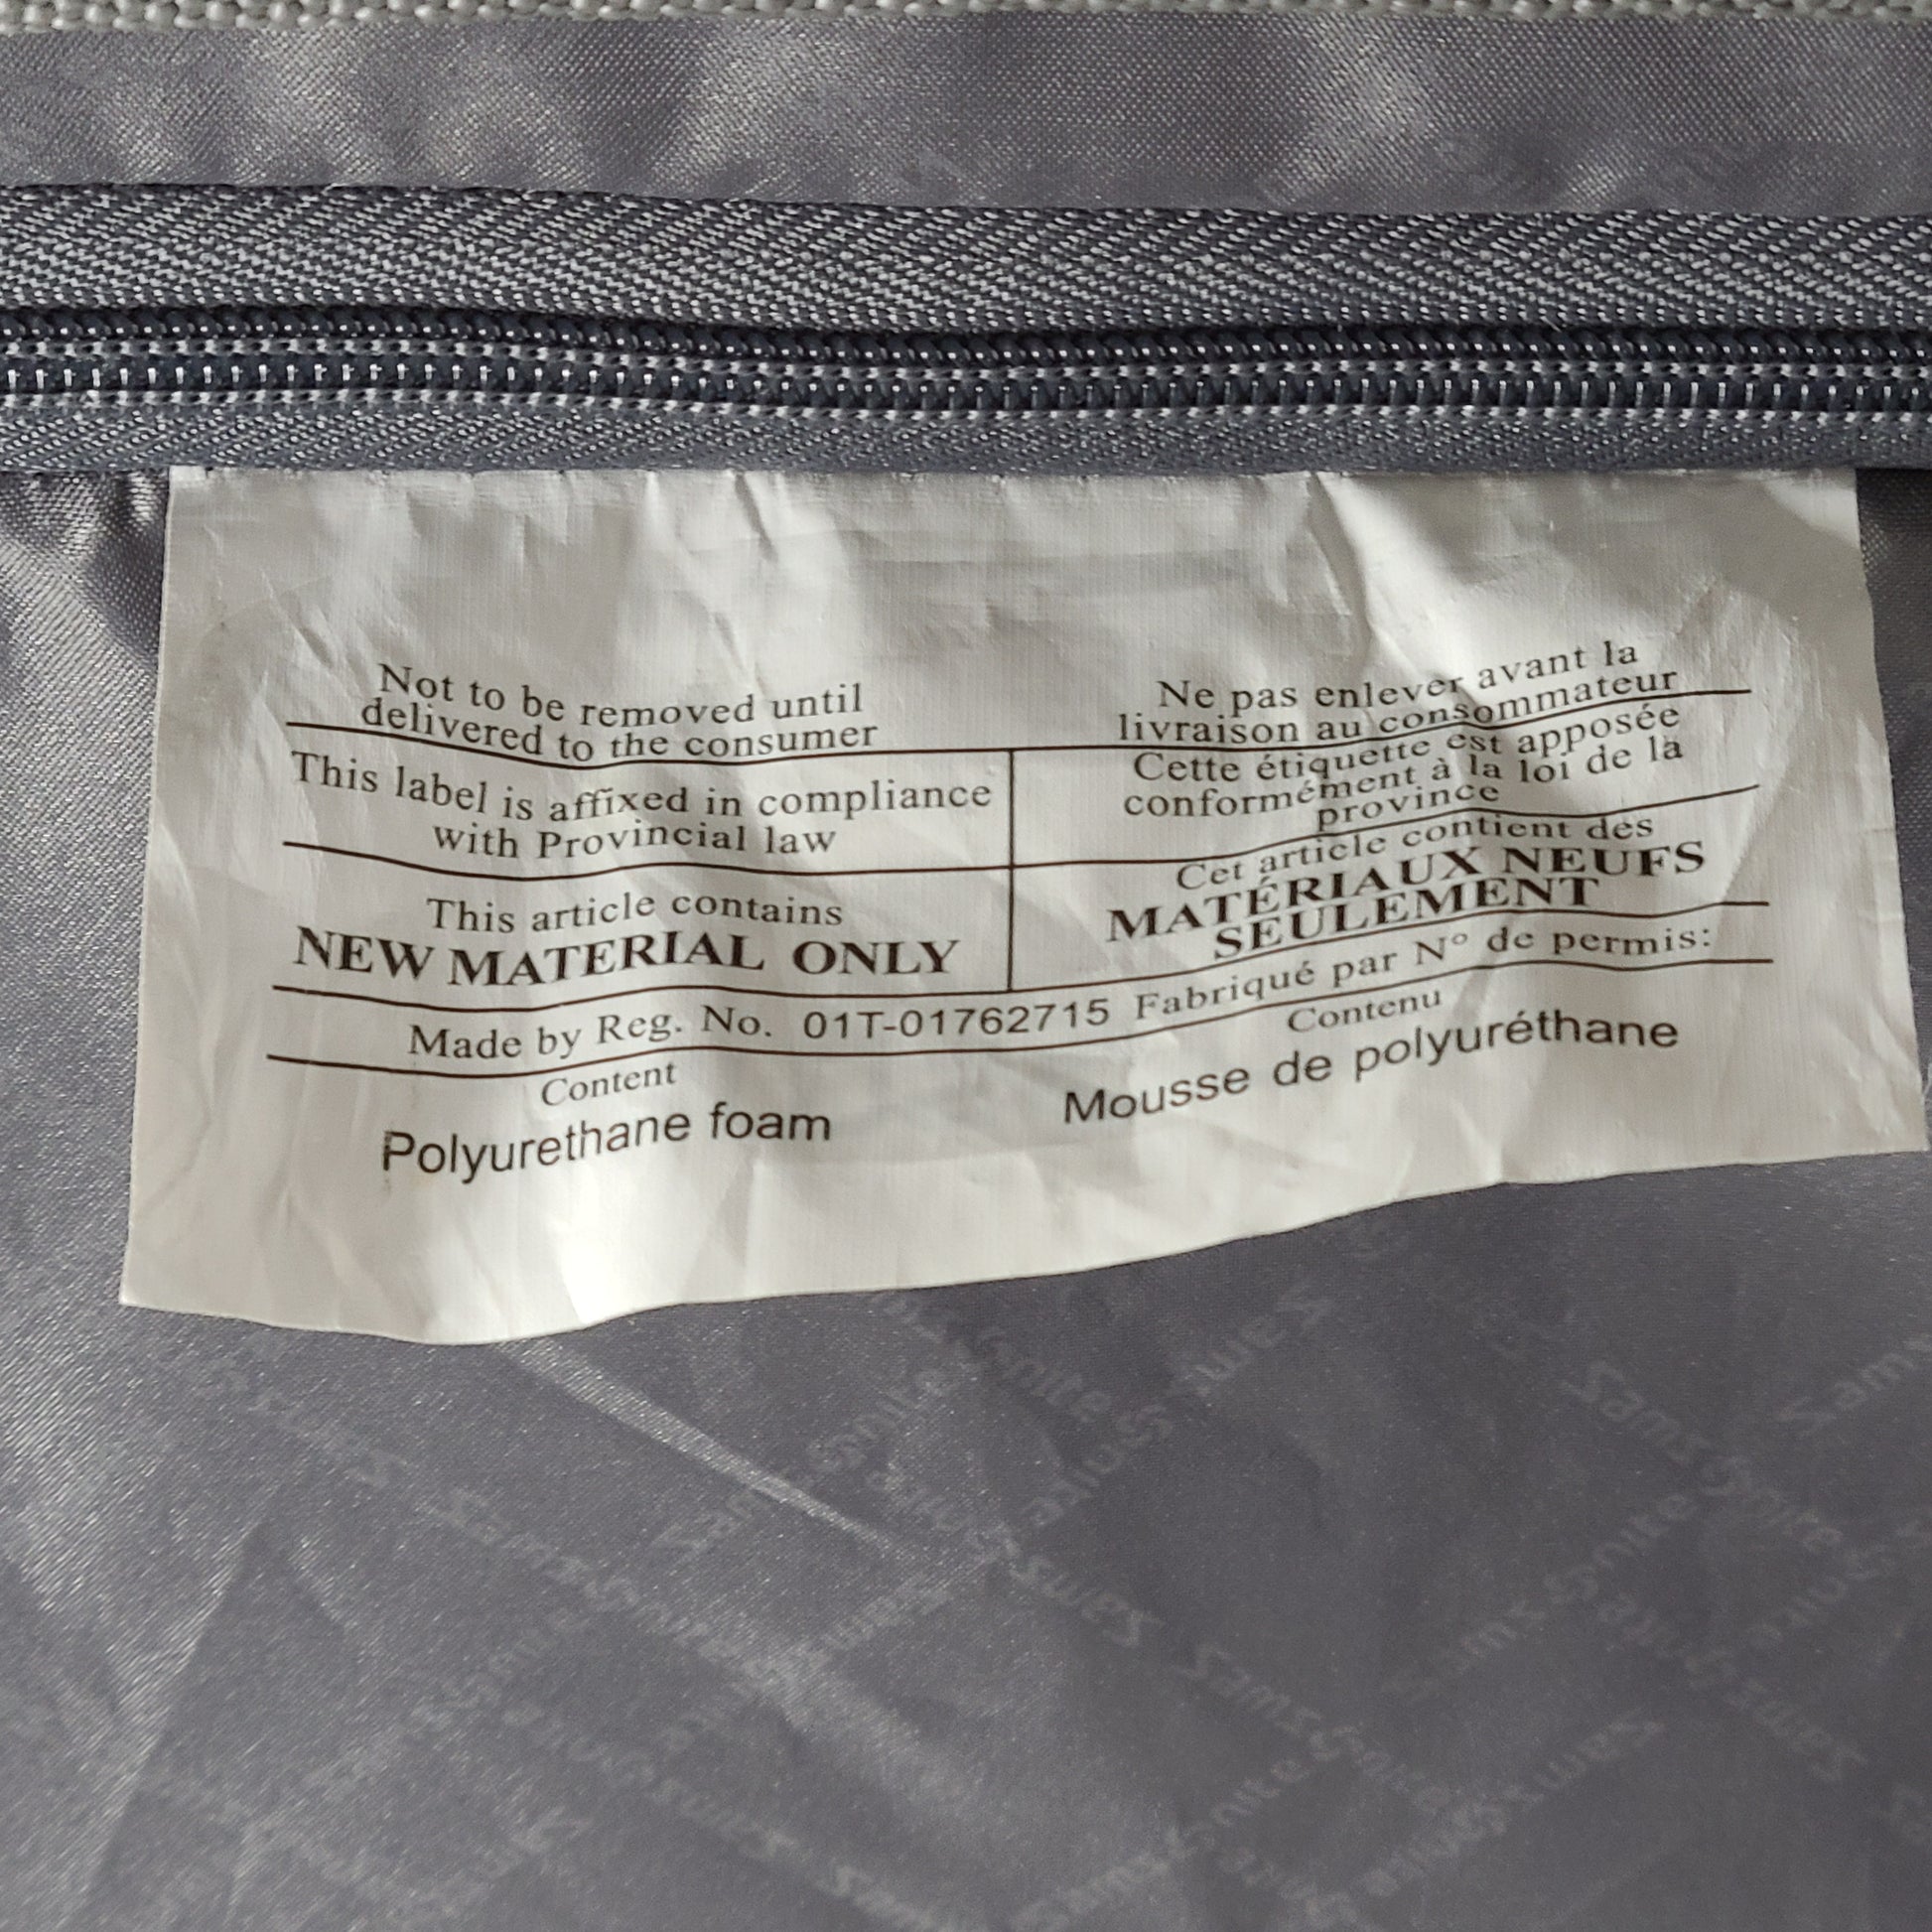 Not to be removed until
delivered to the consumer
Ne pas enlever avant la
livraison au consommateur
This label is affixed in compliance
with Provincial law
Cette étiquette est apposée
conformément à la loi de la
province
This article contains
NEW MATERIAL ONLY
Cet article contient des
MATÉRIAUX NEUFS
SEULEMENT
Made by Reg. No. 01T-01762715 Fabriqué par Nº de permis:
Content
Polyurethane foam
Contenu
Mousse de polyuréthane